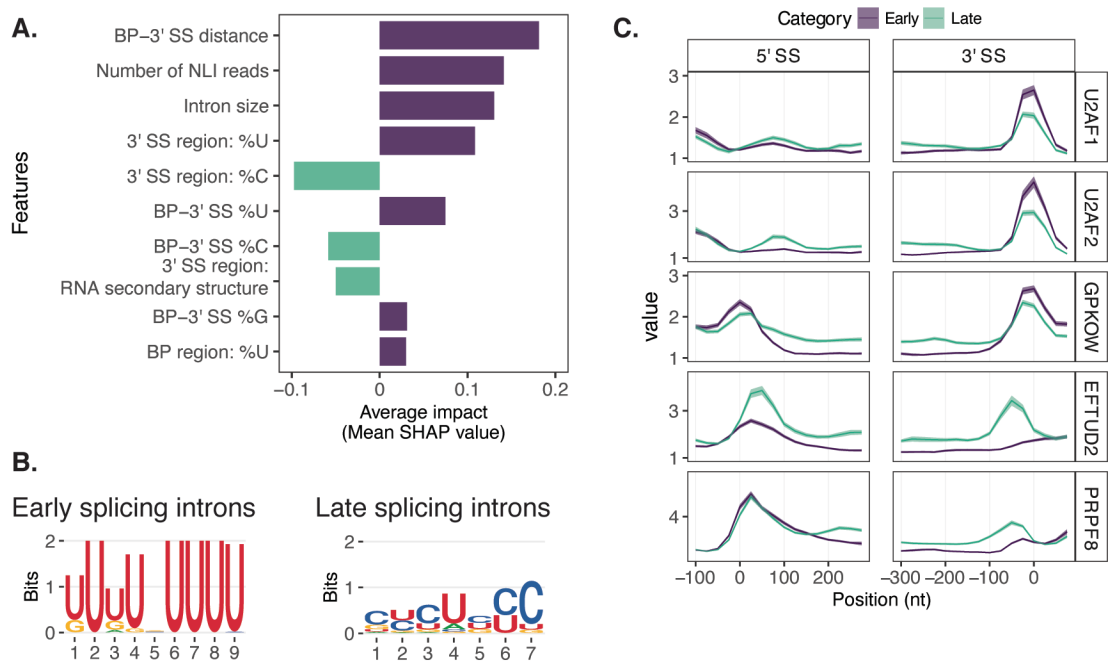 A.
BP−3' SS distance
Number of NLI reads
Intron size
3' SS region: %U
3' SS region: %C
BP−3' SS %U
BP−3' SS %C
3' SS region:
RNA secondary structure
BP−3' SS %G
BP region: %U
Features
−0.1 0 0.1 0.2
Average impact
(Mean SHAP value)
B.
Early splicing introns
2
1
0
Bits
U U U U U U U U
G A G G
1 2 3 4 5 6 7 8 9
Late splicing introns
2
1
0
Bits
C U C U C C C
C U U U U
1 2 3 4 5 6 7
C.
Category Early Late
5' SS 3' SS
3
2
1
U2AF1
3
1
U2AF2
3
2
1
GPKOW
3
1
EFTUD2
4
PRPF8
value
−100 0 100 200 −300 −200 −100 0
Position (nt)